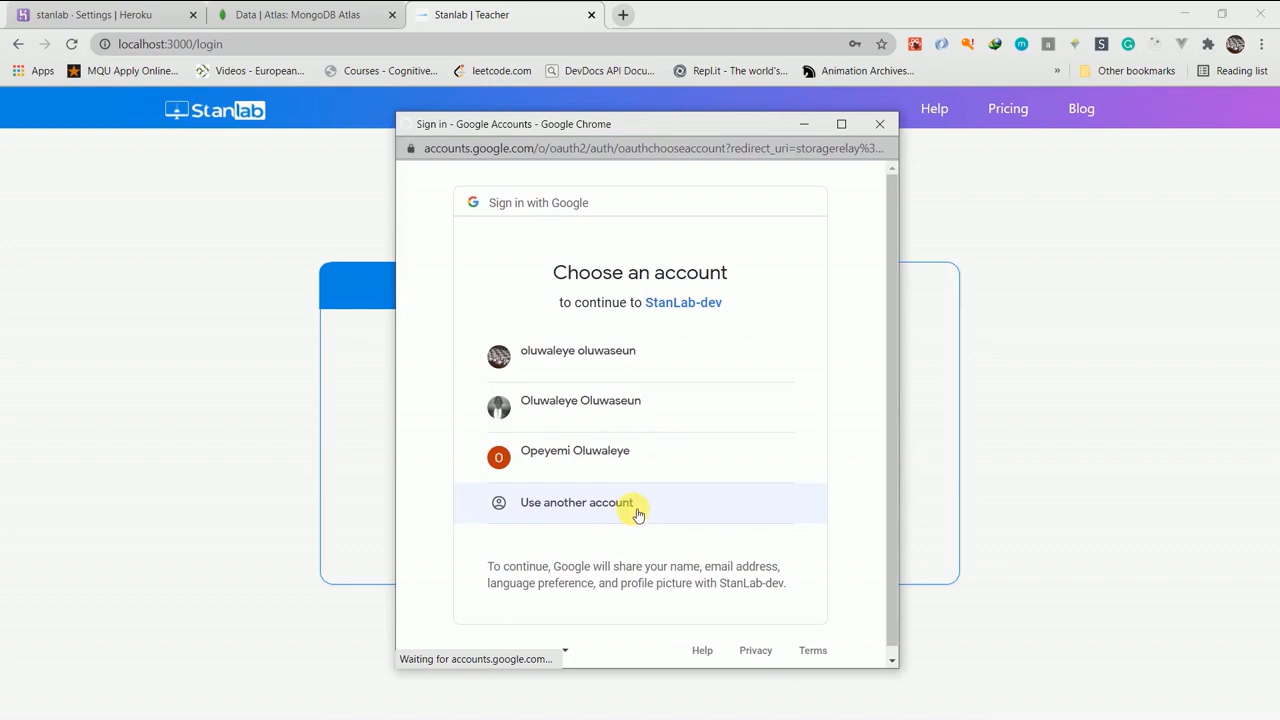 stanlab · Settings | Heroku
Data | Atlas: MongoDB Atlas
Stanlab | Teacher
localhost:3000/login
Apps
MQU Apply Online...
Videos - European...
Courses - Cognitive...
leetcode.com
DevDocs API Docu...
Repl.it - The world's...
Animation Archives...
»
Other bookmarks
Reading list
Stanlab
Help
Pricing
Blog
Sign in - Google Accounts - Google Chrome
accounts.google.com/o/oauth2/auth/oauthchooseaccount?redirect_uri=storagerelay%3...
Sign in with Google
Choose an account
to continue to StanLab-dev
oluwaleye oluwaseun
Oluwaleye Oluwaseun
O
Opeyemi Oluwaleye
Use another account
To continue, Google will share your name, email address,
language preference, and profile picture with StanLab-dev.
Help
Privacy
Terms
Waiting for accounts.google.com...